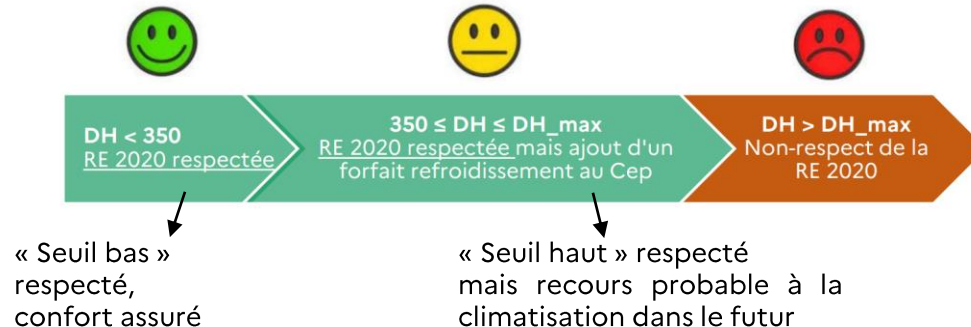 DH < 350
RE 2020 respectée
350 ≤ DH ≤ DH_max
RE 2020 respectée mais ajout d'un
forfait refroidissement au Cep
DH > DH_max
Non-respect de la
RE 2020
« Seuil bas »
respecté,
confort assuré
« Seuil haut » respecté
mais recours probable à la
climatisation dans le futur